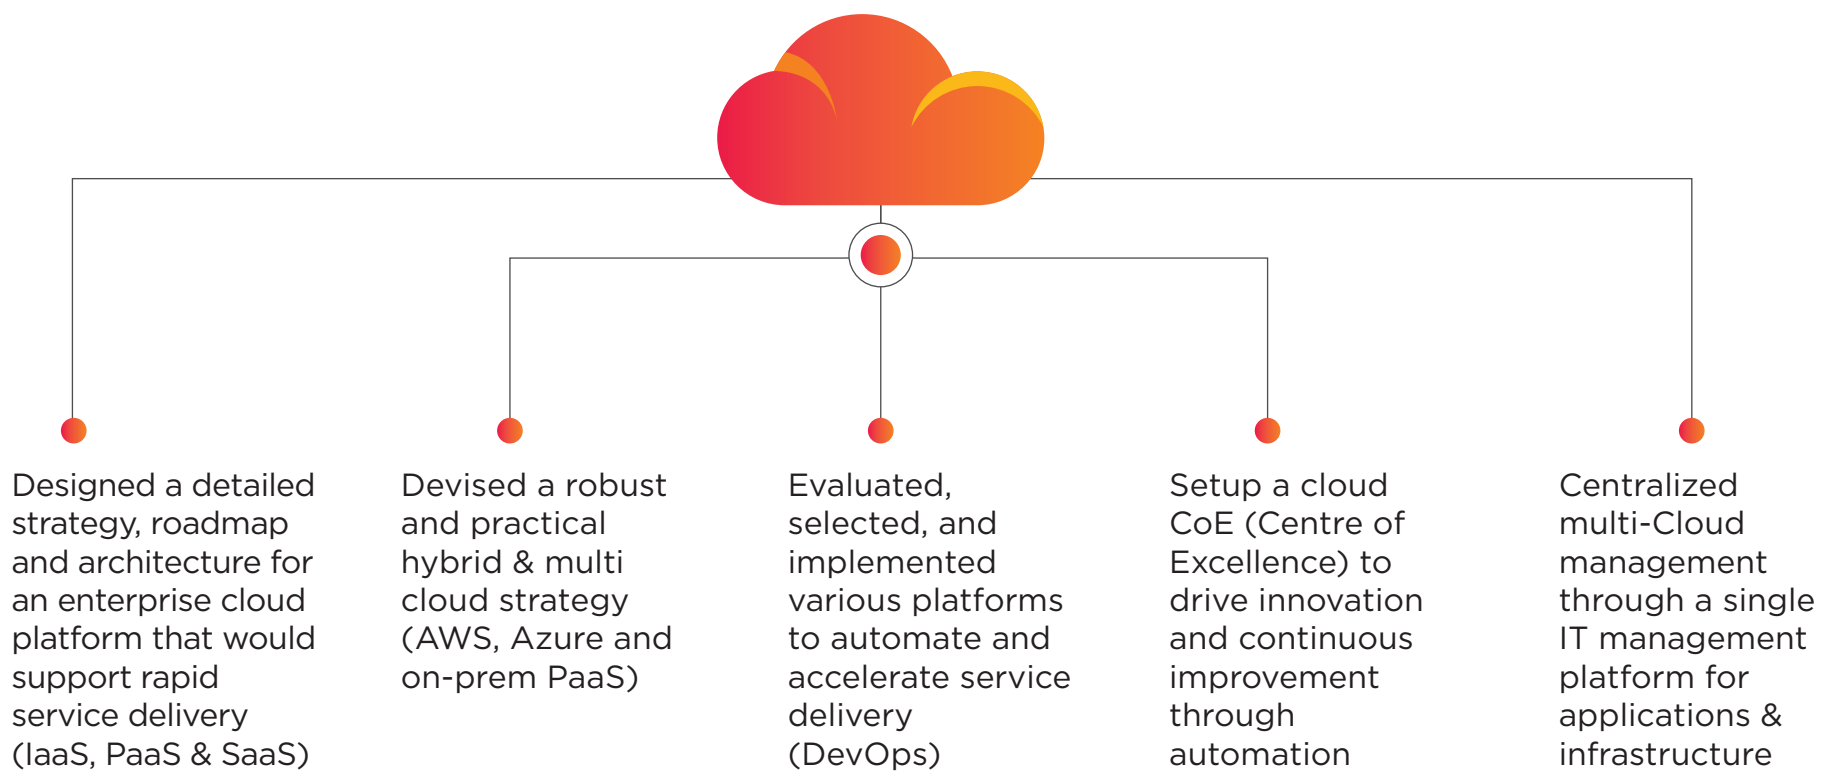 Designed a detailed
strategy, roadmap
and architecture for
an enterprise cloud
platform that would
support rapid
service delivery
(IaaS, PaaS & SaaS)
Devised a robust
and practical
hybrid & multi
cloud strategy
(AWS, Azure and
on-prem PaaS)
Evaluated,
selected, and
implemented
various platforms
to automate and
accelerate service
delivery
(DevOps)
Setup a cloud
CoE (Centre of
Excellence) to
drive innovation
and continuous
improvement
through
automation
Centralized
multi-Cloud
management
through a single
IT management
platform for
applications &
infrastructure